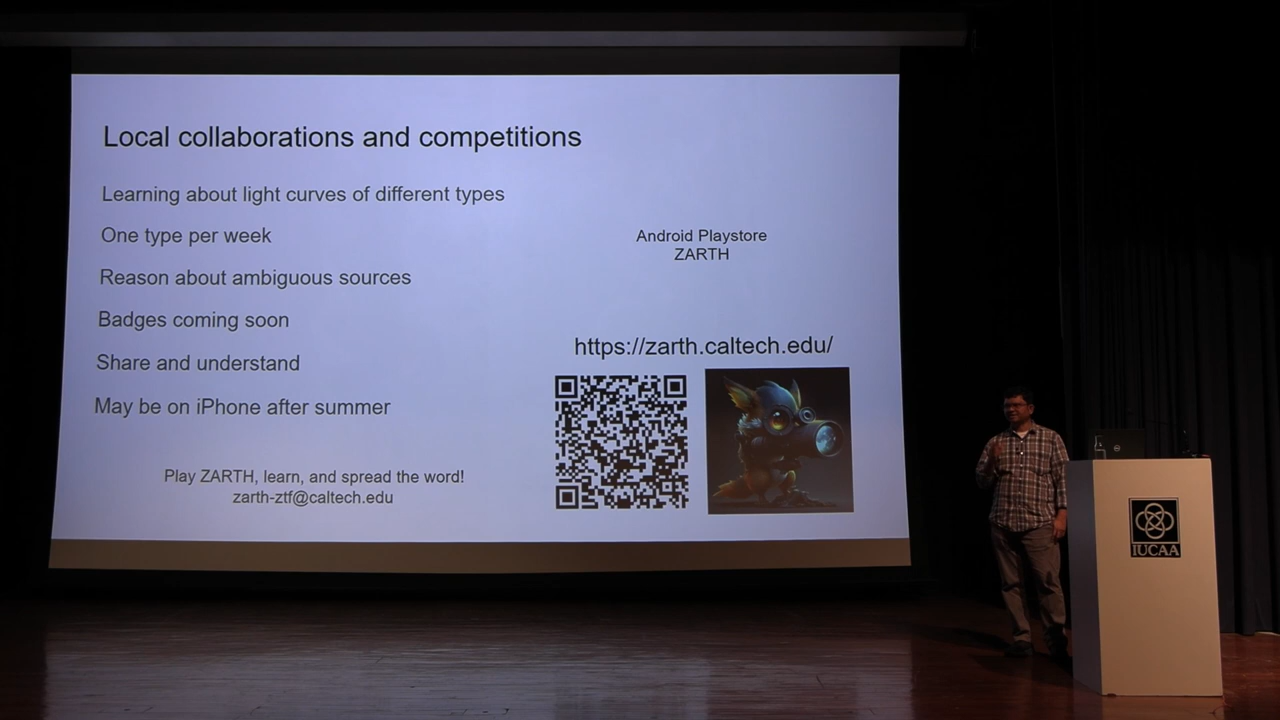 Local collaborations and competitions
Learning about light curves of different types
One type per week
Reason about ambiguous sources
Badges coming soon
Share and understand
May be on iPhone after summer
Play ZARTH, learn, and spread the word!
zarth-ztf@caltech.edu
Android Playstore
ZARTH
https://zarth.caltech.edu/
IUCAA